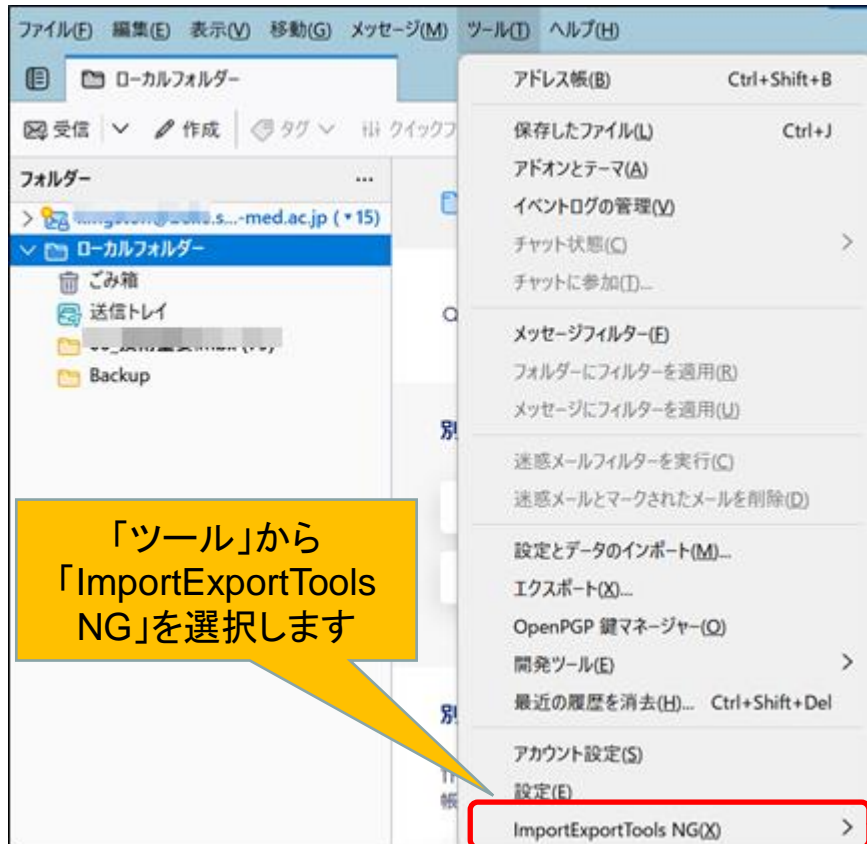 ファイル(F) 編集(E) 表示(V) 移動(G) メッセージ(M) ツール(T) ヘルプ(H)
ローカルフォルダー
受信 作成 タグ クイックフ
フォルダー ...
s...-med.ac.jp ( • 15)
ローカルフォルダー
ごみ箱
送信トレイ
Backup
アドレス帳(B) Ctrl+Shift+B
保存したファイル(L) Ctrl+J
アドオンとテーマ(A)
イベントログの管理(V)
チャット状態(C)
チャットに参加(T)...
メッセージフィルター(F)
フォルダーにフィルターを適用(R)
メッセージにフィルターを適用(U)
別
迷惑メールフィルターを実行(C)
迷惑メールとマークされたメールを削除(D)
設定とデータのインポート(M)...
エクスポート(X)...
OpenPGP 鍵マネージャー(O)
開発ツール(E)
最近の履歴を消去(H)... Ctrl+Shift+Del
別
アカウント設定(S)
設定(E)
帳
ImportExportTools NG(X)
「ツール」から
「ImportExportTools
NG」を選択します